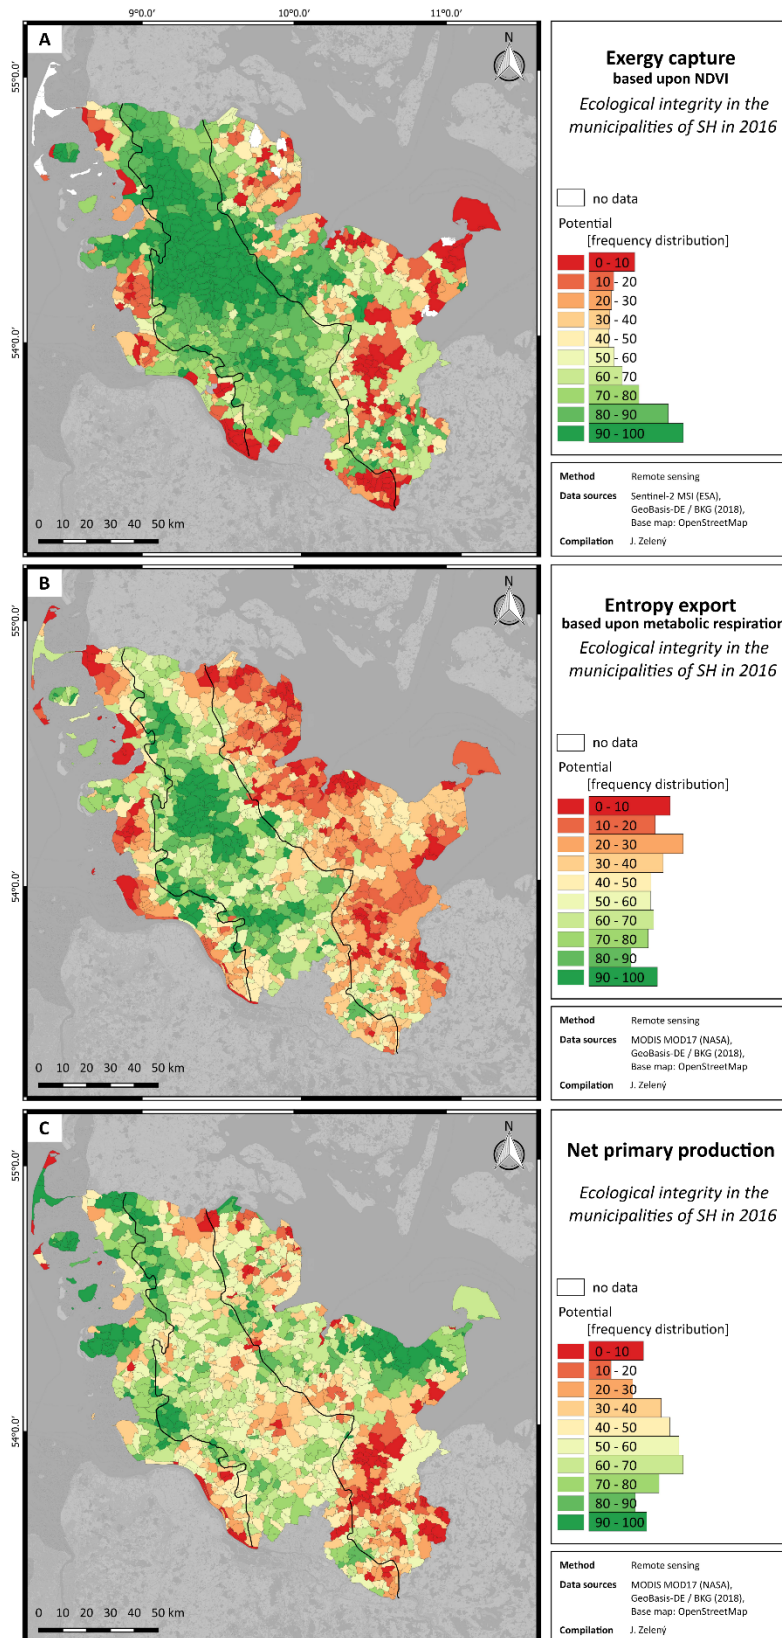 9°0.0' 10°0.0' 11°0.0'
A
N
55°0.0'
54°0.0'
0 10 20 30 40 50 km
Exergy capture
based upon NDVI
Ecological integrity in the
municipalities of SH in 2016
no data
Potential
[frequency distribution]
0 - 10
10 - 20
20 - 30
30 - 40
40 - 50
50 - 60
60 - 70
70 - 80
80 - 90
90 - 100
Method Remote sensing
Data sources Sentinel-2 MSI (ESA),
GeoBasis-DE / BKG (2018),
Base map: OpenStreetMap
Compilation J. Zelený
B
N
55°0.0'
54°0.0'
0 10 20 30 40 50 km
Entropy export
based upon metabolic respiration
Ecological integrity in the
municipalities of SH in 2016
no data
Potential
[frequency distribution]
0 - 10
10 - 20
20 - 30
30 - 40
40 - 50
50 - 60
60 - 70
70 - 80
80 - 90
90 - 100
Method Remote sensing
Data sources MODIS MOD17 (NASA),
GeoBasis-DE / BKG (2018),
Base map: OpenStreetMap
Compilation J. Zelený
C
N
55°0.0'
54°0.0'
0 10 20 30 40 50 km
Net primary production
Ecological integrity in the
municipalities of SH in 2016
no data
Potential
[frequency distribution]
0 - 10
10 - 20
20 - 30
30 - 40
40 - 50
50 - 60
60 - 70
70 - 80
80 - 90
90 - 100
Method Remote sensing
Data sources MODIS MOD17 (NASA),
GeoBasis-DE / BKG (2018),
Base map: OpenStreetMap
Compilation J. Zelený